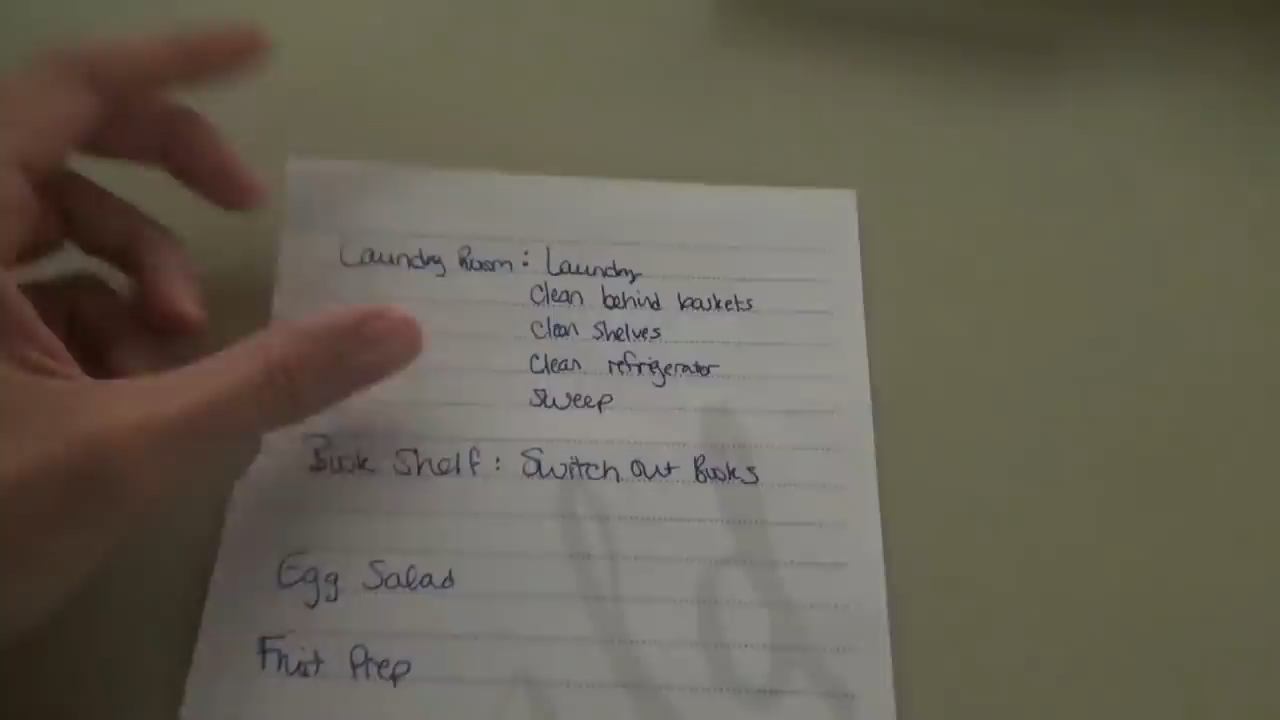 Laundry Room: Laundry
Clean behind baskets
Clean shelves
Clean refrigerator
Sweep
Book Shelf: Switch out Books
Egg Salad
Fruit Prep